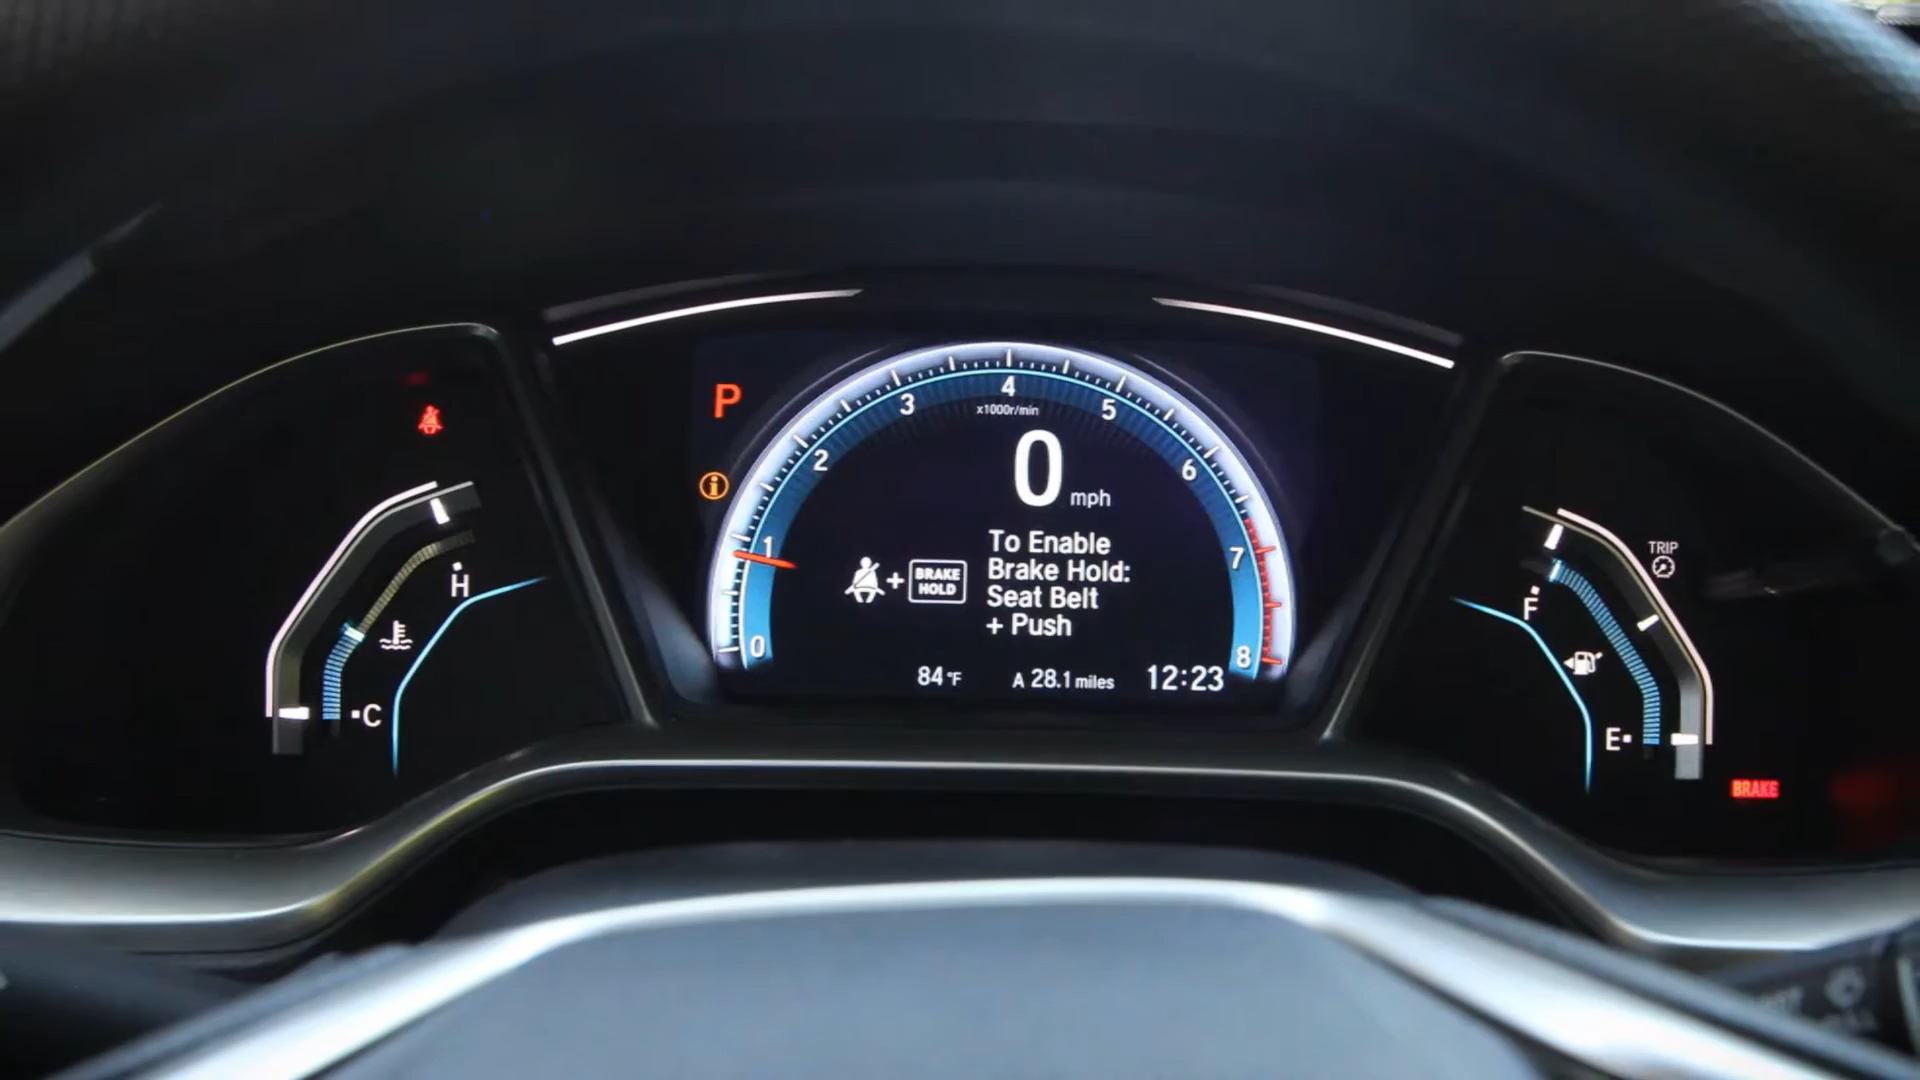 P
4
3
5
x1000r/min
2
6
0 mph
1
7
To Enable
BRAKE HOLD
Brake Hold:
Seat Belt
+ Push
0
8
84°F
A 28.1 miles
12:23
H
C
TRIP
F
E
BRAKE